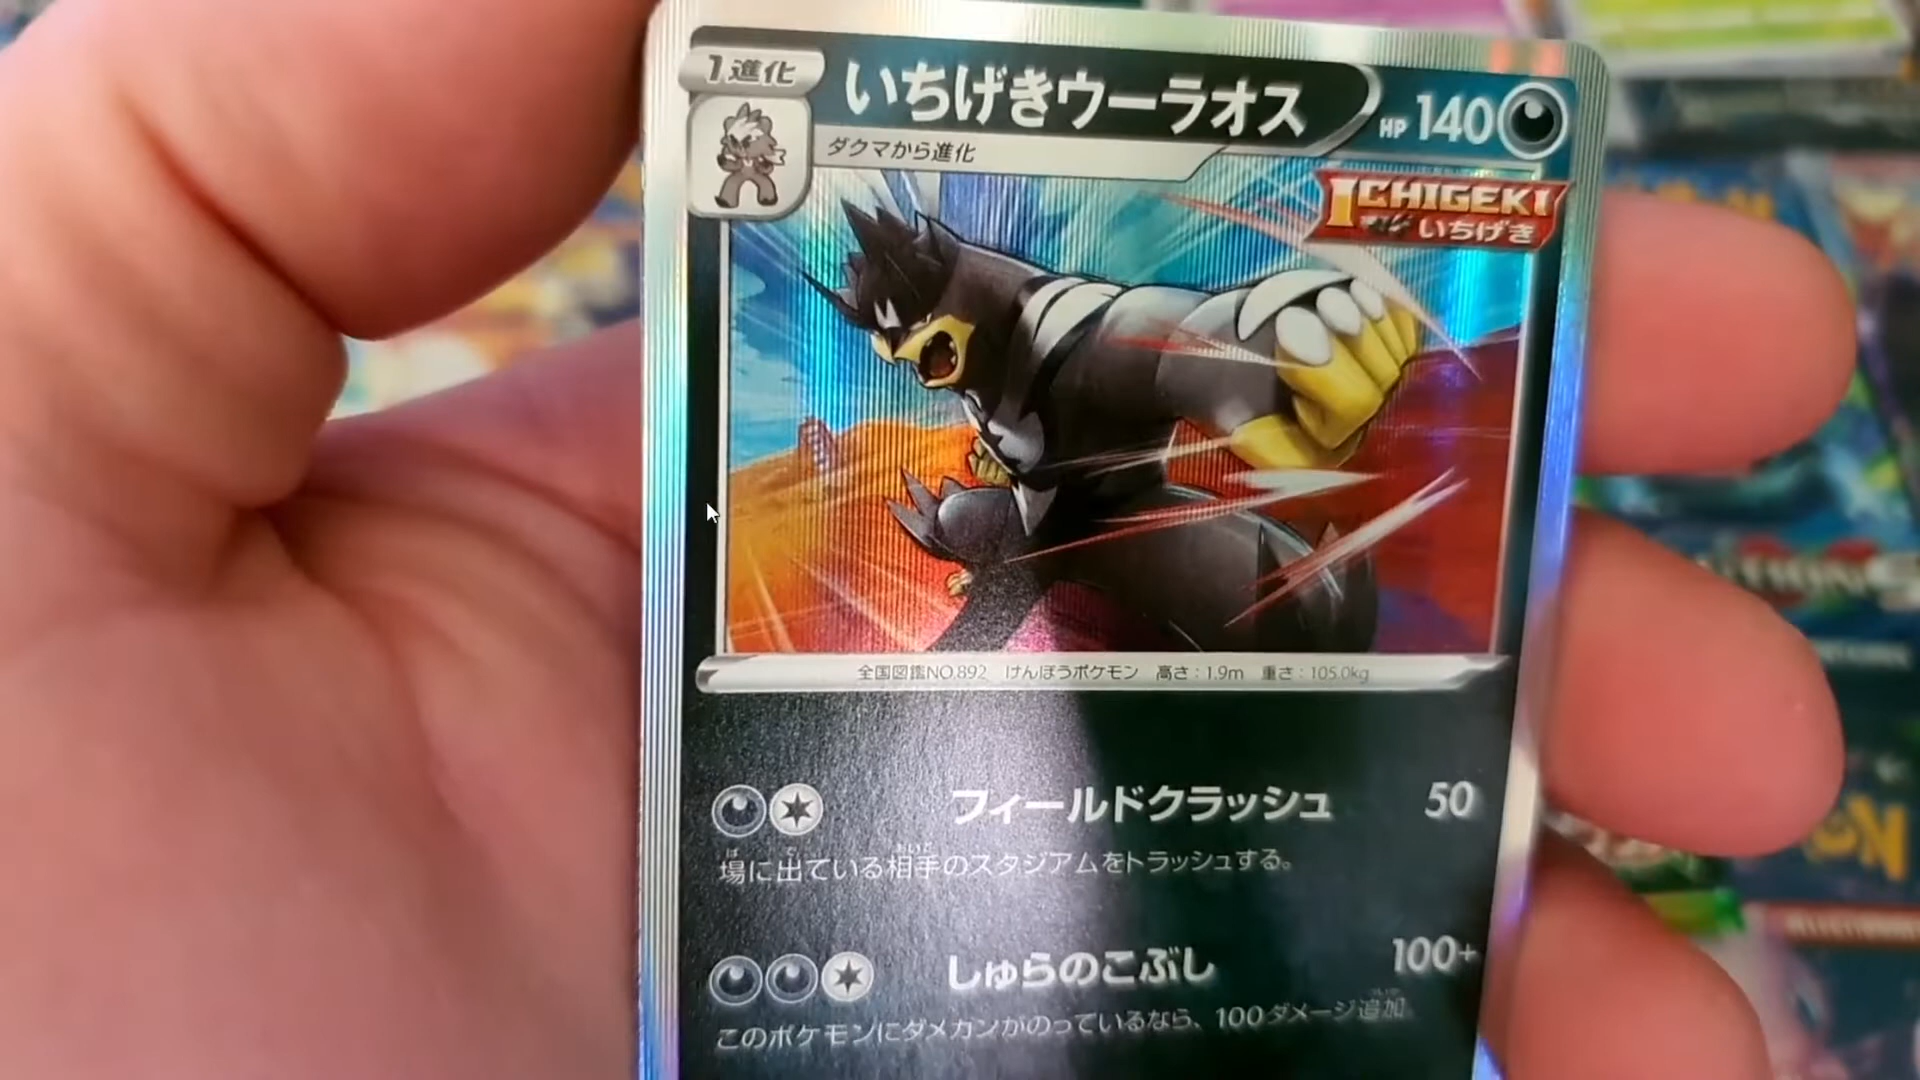 1進化
いちげきウーラオス
HP 140
ダクマから進化
ICHIGEKI
いちげき
全国図鑑NO.892 けんぽうポケモン 高さ：1.9m 重さ：105.0kg
フィールドクラッシュ 50
場に出ている相手のスタジアムをトラッシュする。
しゅらのこぶし 100+
このポケモンにダメカンがのっているなら、100ダメージ追加。